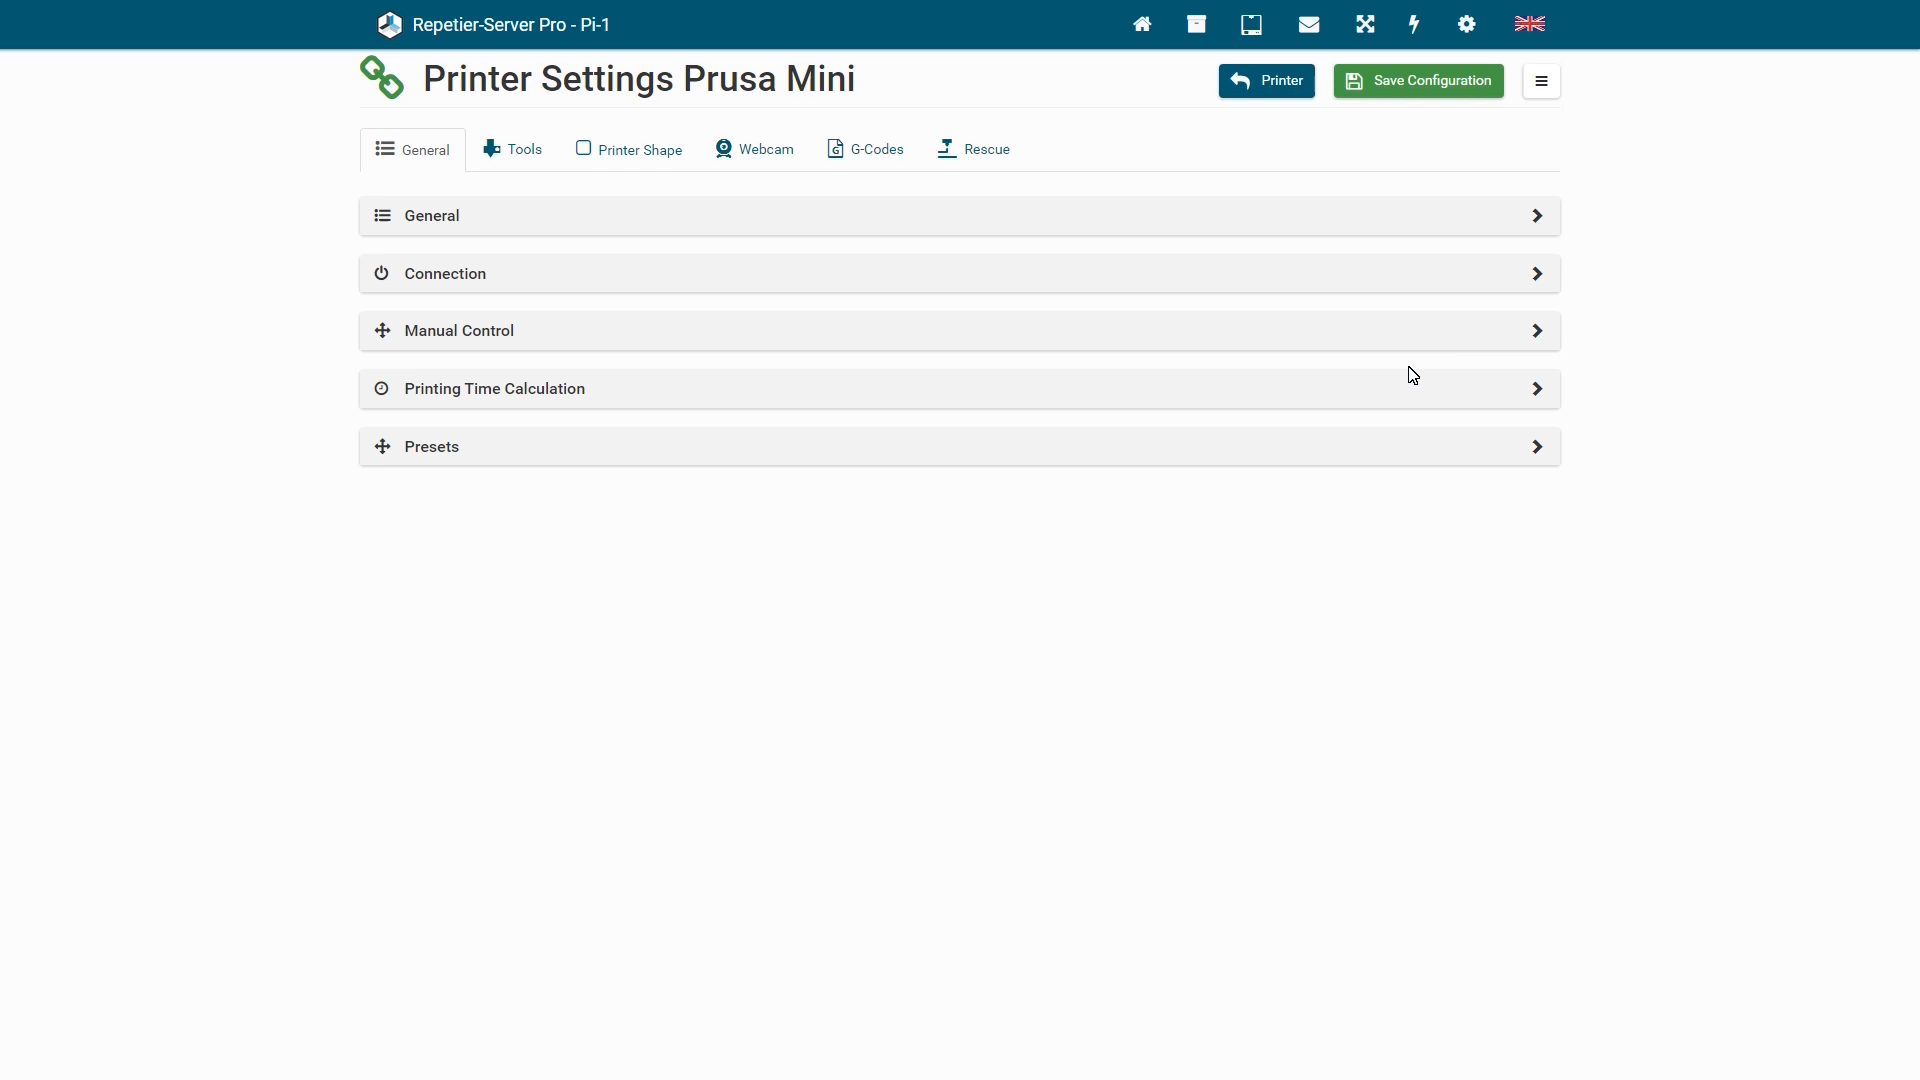 Repetier-Server Pro - Pi-1
Printer Settings Prusa Mini
Printer
Save Configuration
General
Tools
Printer Shape
Webcam
G-Codes
Rescue
General
Connection
Manual Control
Printing Time Calculation
Presets